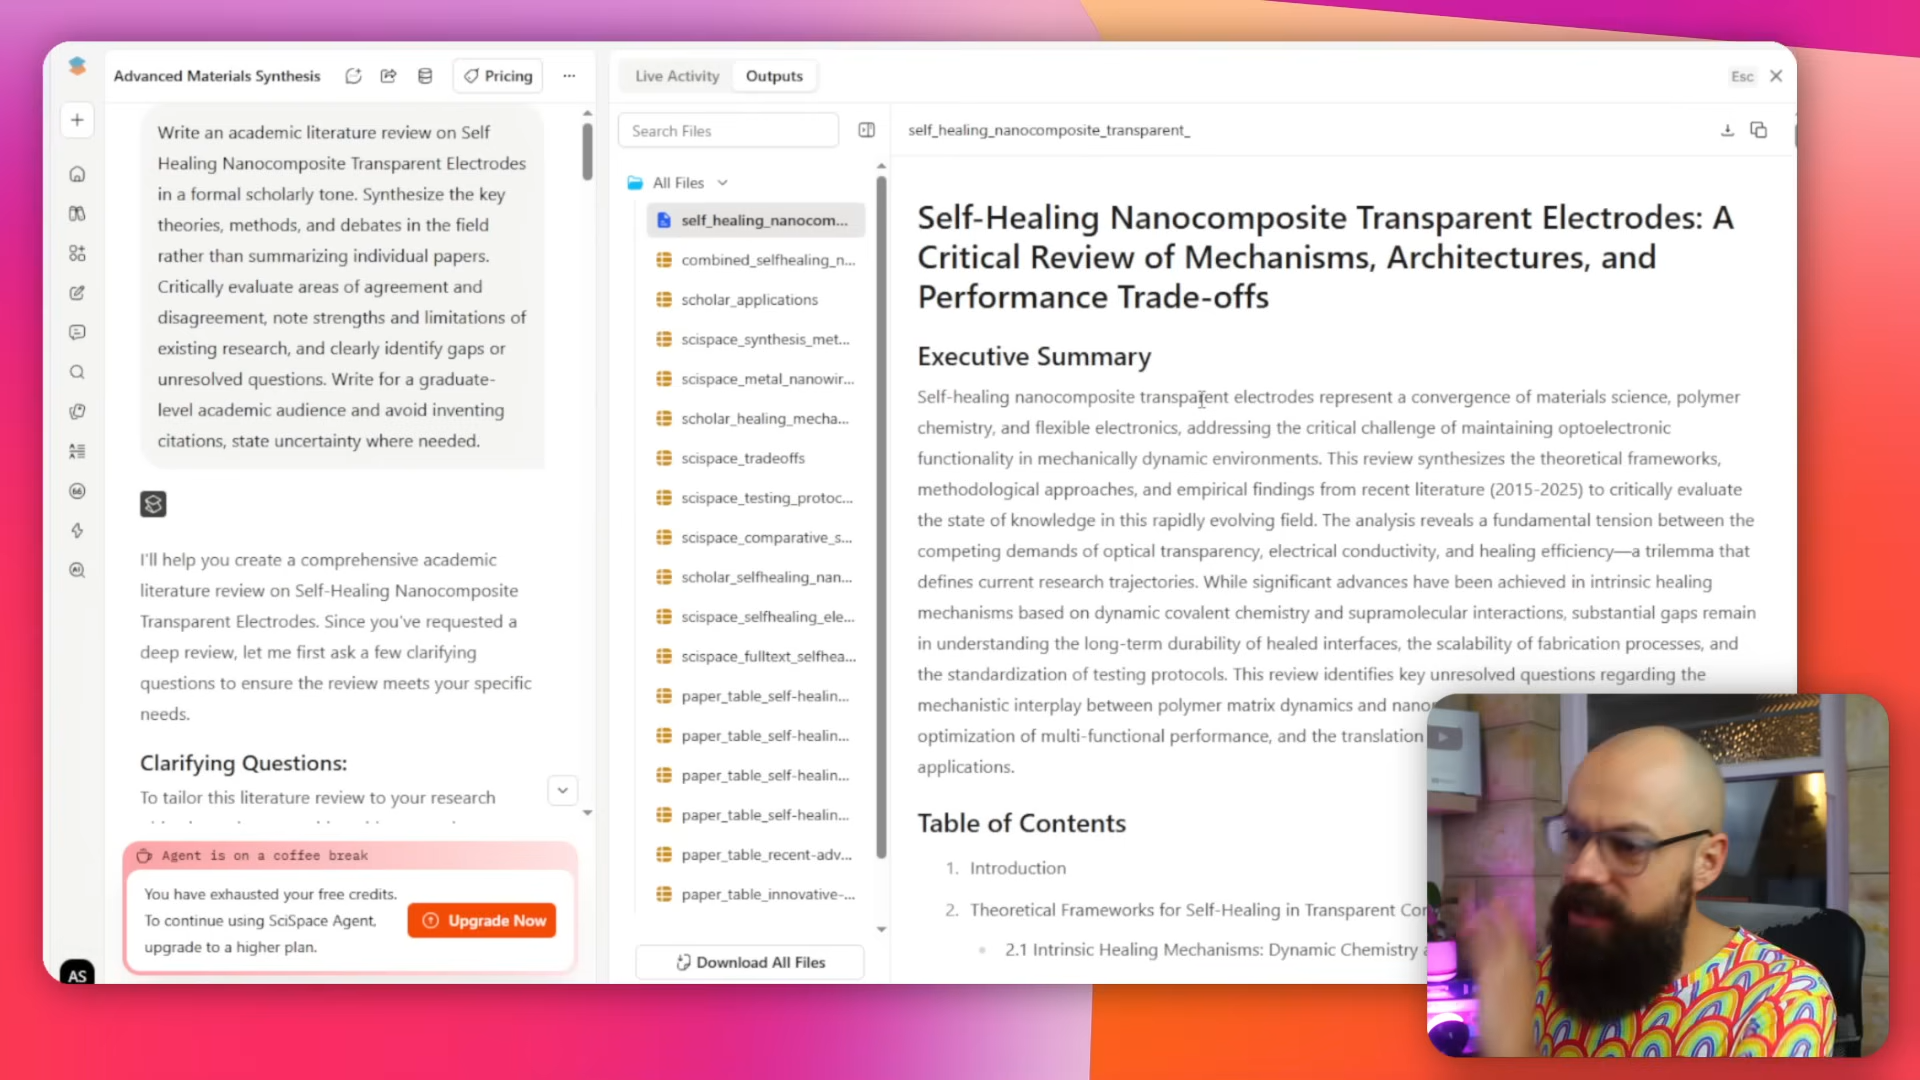 Advanced Materials Synthesis
Pricing
Write an academic literature review on Self
Healing Nanocomposite Transparent Electrodes
in a formal scholarly tone. Synthesize the key
theories, methods, and debates in the field
rather than summarizing individual papers.
Critically evaluate areas of agreement and
disagreement, note strengths and limitations of
existing research, and clearly identify gaps or
unresolved questions. Write for a graduate-
level academic audience and avoid inventing
citations, state uncertainty where needed.
I'll help you create a comprehensive academic
literature review on Self-Healing Nanocomposite
Transparent Electrodes. Since you've requested a
deep review, let me first ask a few clarifying
questions to ensure the review meets your specific
needs.
Clarifying Questions:
To tailor this literature review to your research
Agent is on a coffee break
You have exhausted your free credits.
To continue using SciSpace Agent,
upgrade to a higher plan.
Upgrade Now
AS
Live Activity
Outputs
Esc
Search Files
All Files
self_healing_nanocom...
combined_selfhealing_n...
scholar_applications
scispace_synthesis_met...
scispace_metal_nanowir...
scholar_healing_mecha...
scispace_tradeoffs
scispace_testing_protoc...
scispace_comparative_s...
scholar_selfhealing_nan...
scispace_selfhealing_ele...
scispace_fulltext_selfhea...
paper_table_self-healin...
paper_table_self-healin...
paper_table_self-healin...
paper_table_self-healin...
paper_table_recent-adv...
paper_table_innovative-...
Download All Files
self_healing_nanocomposite_transparent_
Self-Healing Nanocomposite Transparent Electrodes: A
Critical Review of Mechanisms, Architectures, and
Performance Trade-offs
Executive Summary
Self-healing nanocomposite transparent electrodes represent a convergence of materials science, polymer
chemistry, and flexible electronics, addressing the critical challenge of maintaining optoelectronic
functionality in mechanically dynamic environments. This review synthesizes the theoretical frameworks,
methodological approaches, and empirical findings from recent literature (2015-2025) to critically evaluate
the state of knowledge in this rapidly evolving field. The analysis reveals a fundamental tension between the
competing demands of optical transparency, electrical conductivity, and healing efficiency—a trilemma that
defines current research trajectories. While significant advances have been achieved in intrinsic healing
mechanisms based on dynamic covalent chemistry and supramolecular interactions, substantial gaps remain
in understanding the long-term durability of healed interfaces, the scalability of fabrication processes, and
the standardization of testing protocols. This review identifies key unresolved questions regarding the
mechanistic interplay between polymer matrix dynamics and nano
optimization of multi-functional performance, and the translation
applications.
Table of Contents
1. Introduction
2. Theoretical Frameworks for Self-Healing in Transparent Co
2.1 Intrinsic Healing Mechanisms: Dynamic Chemistry